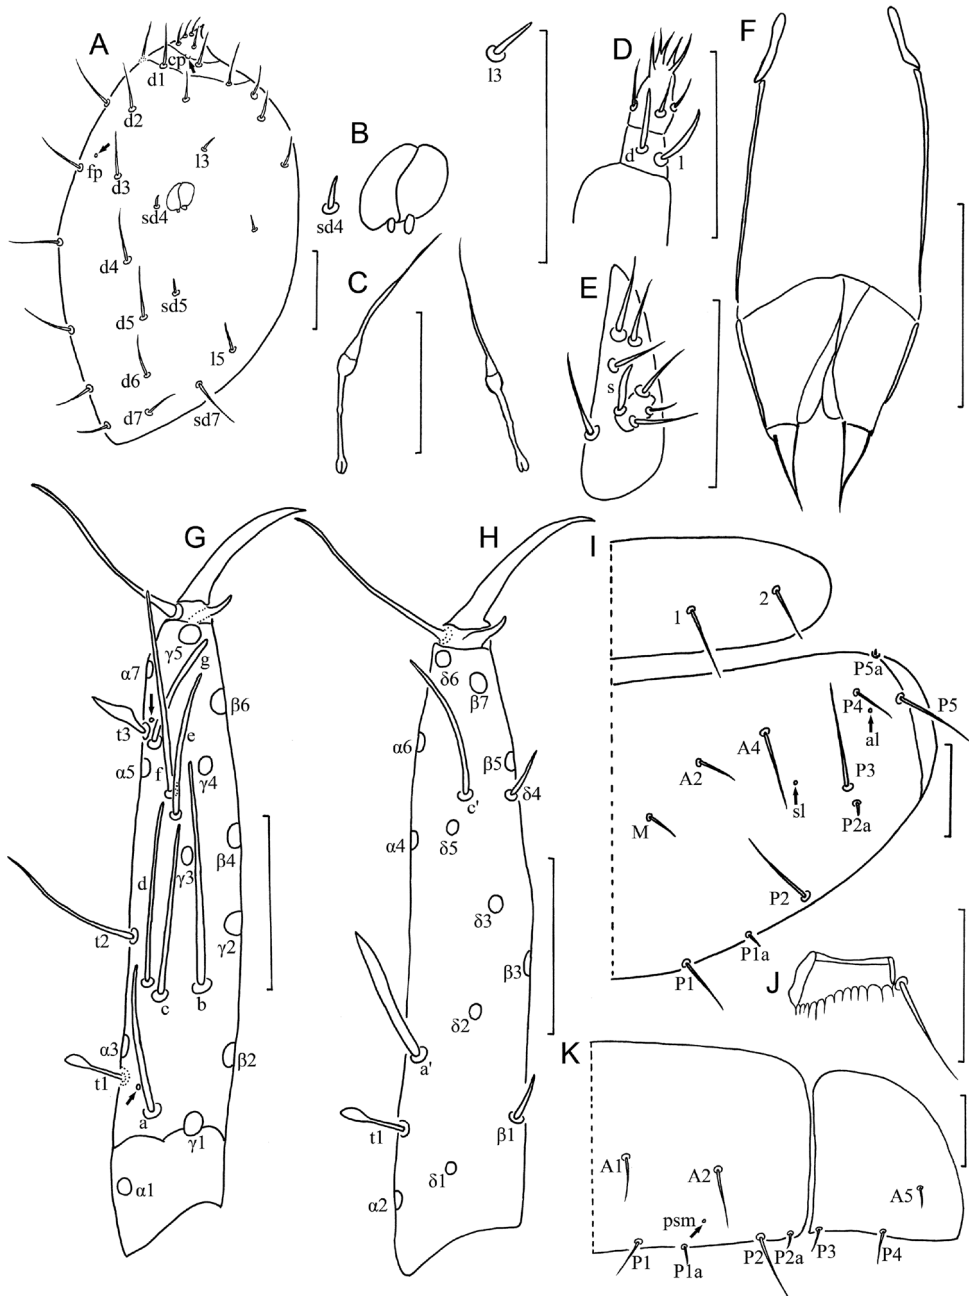 A
cp
d1
d2
fp
d3
l3
sd4
d4
sd5
d5
l5
d6
d7
sd7
B
sd4
l3
C
D
d
l
E
s
F
G
γ5
g
α7
β6
t3
e
α5
f
γ4
β4
d
γ3
t2
γ2
c
b
α3
β2
t1
a
γ1
α1
H
δ6
β7
α6
β5
c'
δ4
α4
δ5
δ3
β3
δ2
a'
t1
β1
δ1
α2
I
1
2
P5a
P4
P5
al
A4
A2
P3
sl
M
P2a
P2
P1a
P1
J
K
A1
A2
A5
psm
P1
P1a
P2
P2a
P3
P4